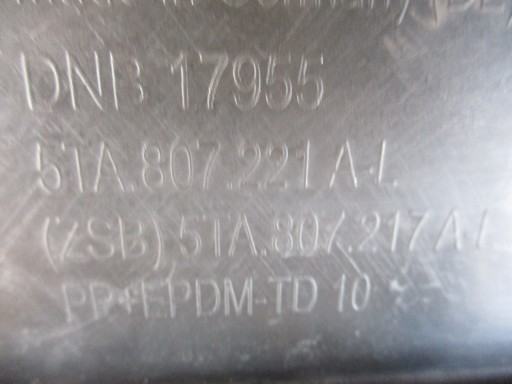 DNB 17955
5TA.807.221 A-L
(ZSB) 5TA.807.217 A
PP+EPDM-TD 10